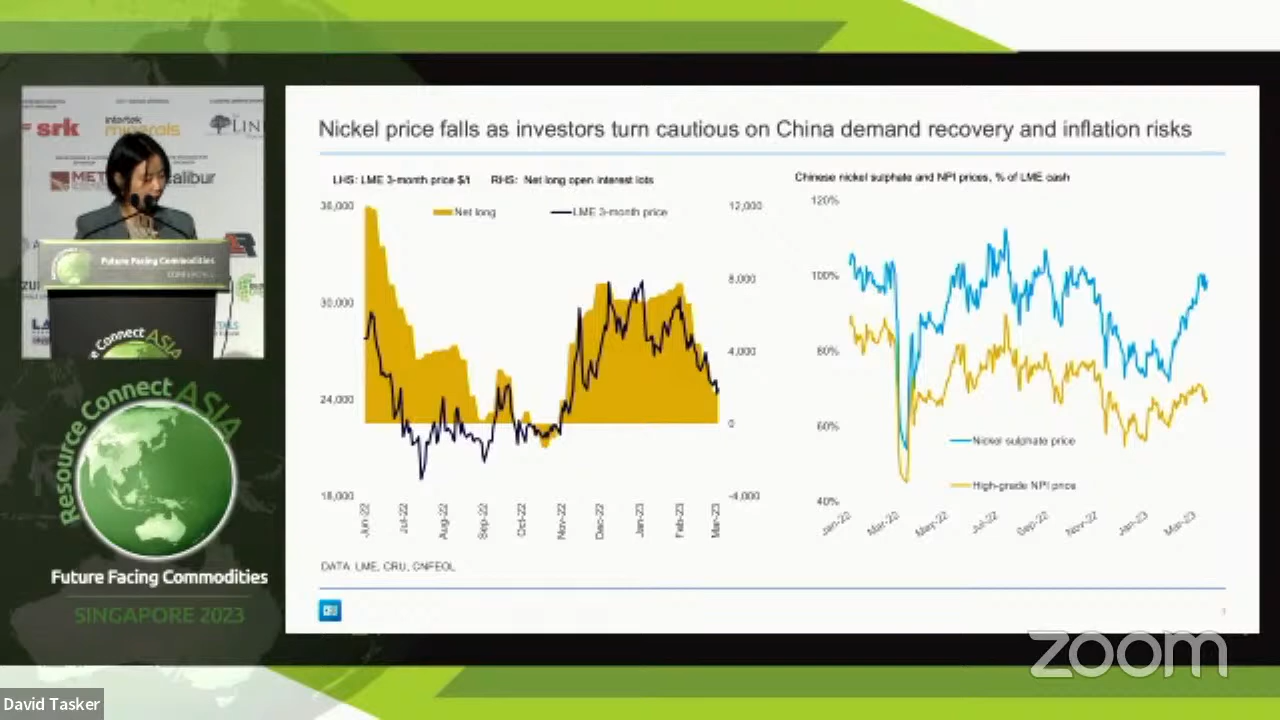 srk
intertek
minerals
Future Facing Commodities
Connect ASIA
Resource Connect ASIA
Future Facing Commodities
SINGAPORE 2023
David Tasker
Nickel price falls as investors turn cautious on China demand recovery and inflation risks
LHS: LME 3-month price $/t RHS: Net long open interest lots
36,000
30,000
24,000
18,000
Net long
LME 3-month price
12,000
8,000
4,000
0
-4,000
Jun-22 Jul-22 Aug-22 Sep-22 Oct-22 Nov-22 Dec-22 Jan-23 Feb-23 Mar-23
Chinese nickel sulphate and NPI prices, % of LME cash
120%
100%
80%
60%
40%
Nickel sulphate price
High-grade NPI price
Jan-22 Mar-22 May-22 Jul-22 Sep-22 Nov-22 Jan-23 Mar-23
DATA: LME, CRU, CNFEOL
CRU
zoom